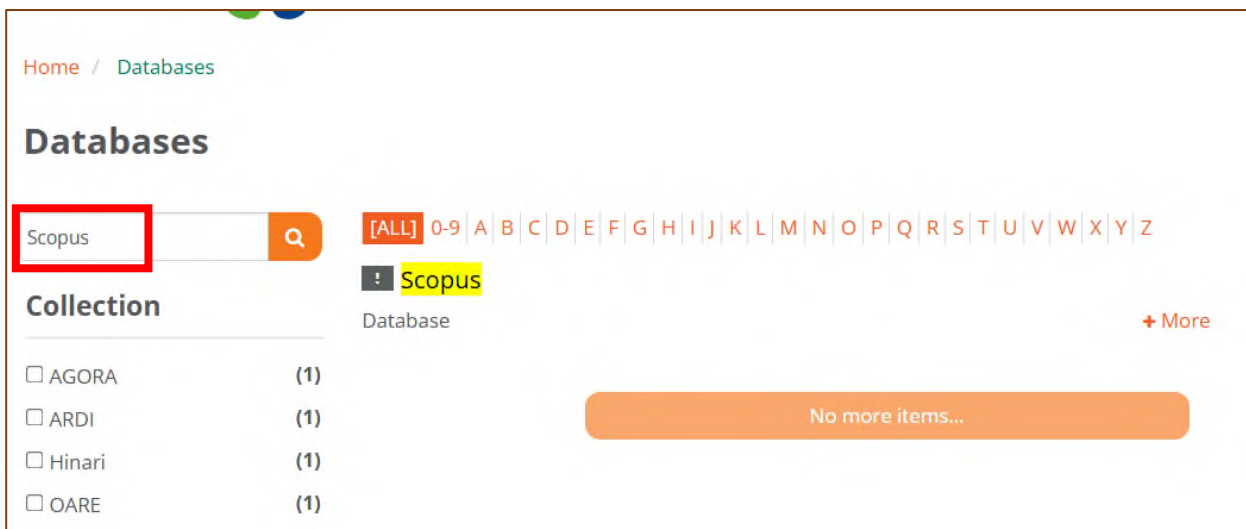 Home / Databases
Databases
Scopus
Collection
AGORA (1)
ARDI (1)
Hinari (1)
OARE (1)
[ALL] 0-9 A B C D E F G H I J K L M N O P Q R S T U V W X Y Z
! Scopus
Database + More
No more items...